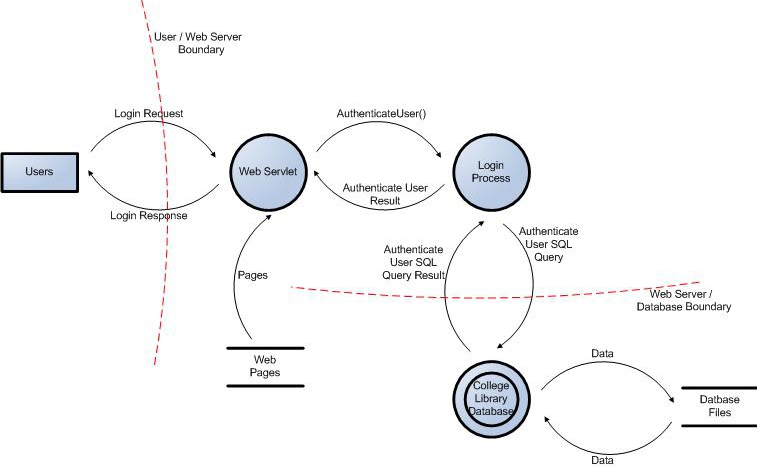 User / Web Server
Boundary
Login Request
AuthenticateUser()
Users
Web Servlet
Login
Process
Authenticate User
Result
Login Response
Authenticate
User SQL
Query
Authenticate
User SQL
Query Result
Pages
Web Server /
Database Boundary
Web
Pages
Data
College
Library
Database
Datbase
Files
Data